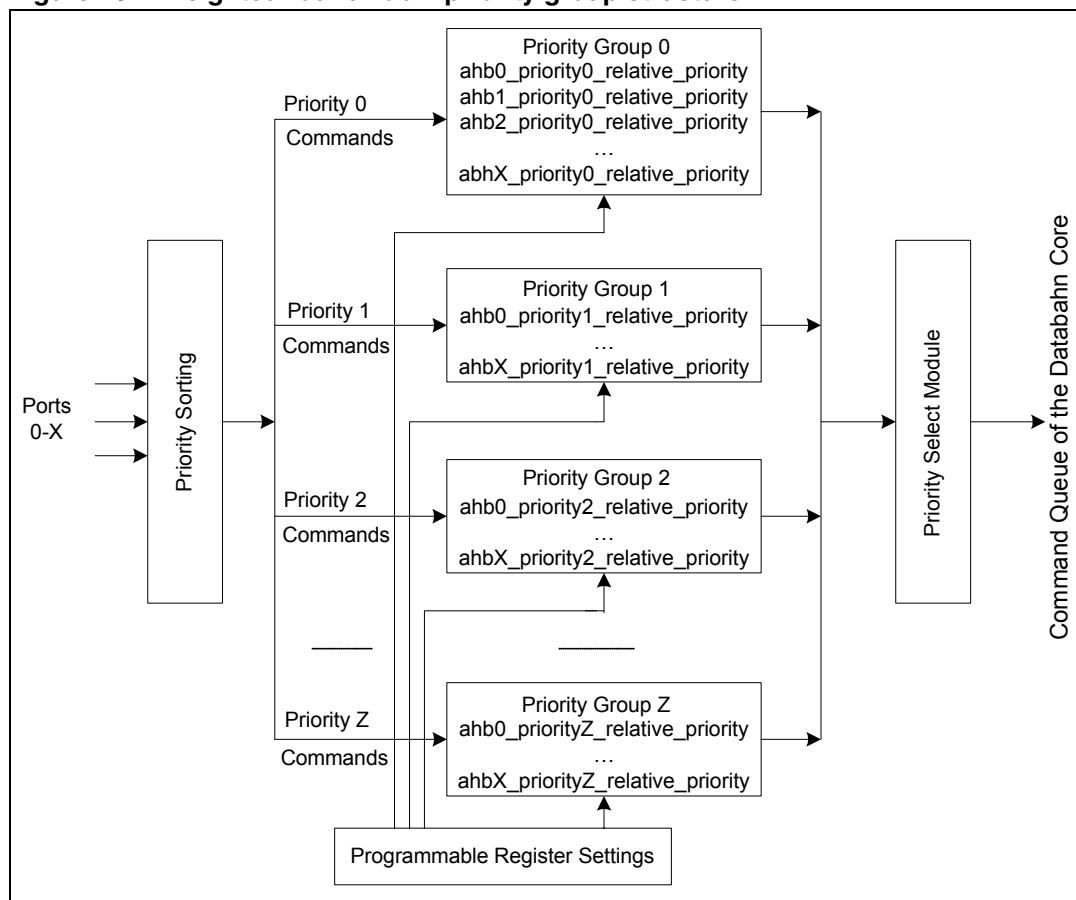 Priority Group 0
ahb0_priority0_relative_priority
ahb1_priority0_relative_priority
ahb2_priority0_relative_priority
...
abhX_priority0_relative_priority
Priority 0
Commands
Priority Group 1
ahb0_priority1_relative_priority
...
ahbX_priority1_relative_priority
Priority 1
Commands
Ports
0-X
Priority Sorting
Priority Group 2
ahb0_priority2_relative_priority
...
ahbX_priority2_relative_priority
Priority 2
Commands
Priority Group Z
ahb0_priorityZ_relative_priority
...
ahbX_priorityZ_relative_priority
Priority Z
Commands
Programmable Register Settings
Priority Select Module
Command Queue of the Databahn Core